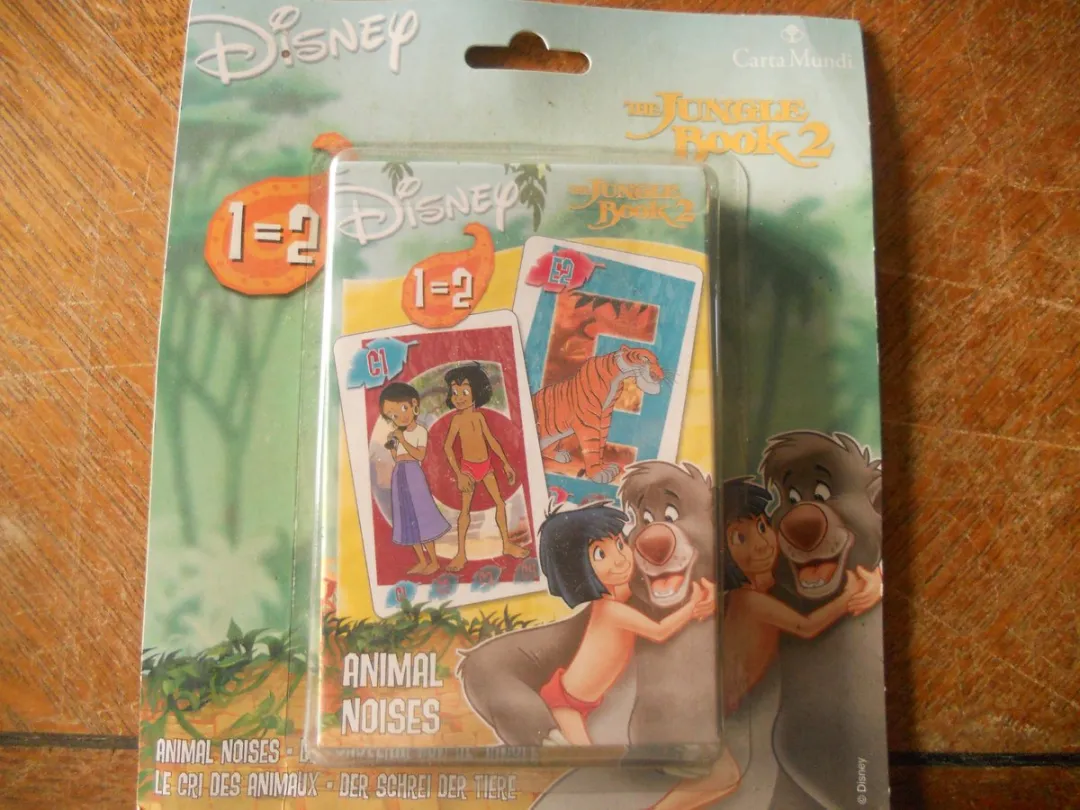 Disney
Carta Mundi
THE JUNGLE
BOOK 2
1=2
Disney
THE JUNGLE
BOOK 2
1=2
E2
C1
ANIMAL
NOISES
ANIMAL NOISES •
LE CRI DES ANIMAUX • DER SCHREI DER TIERE
© Disney